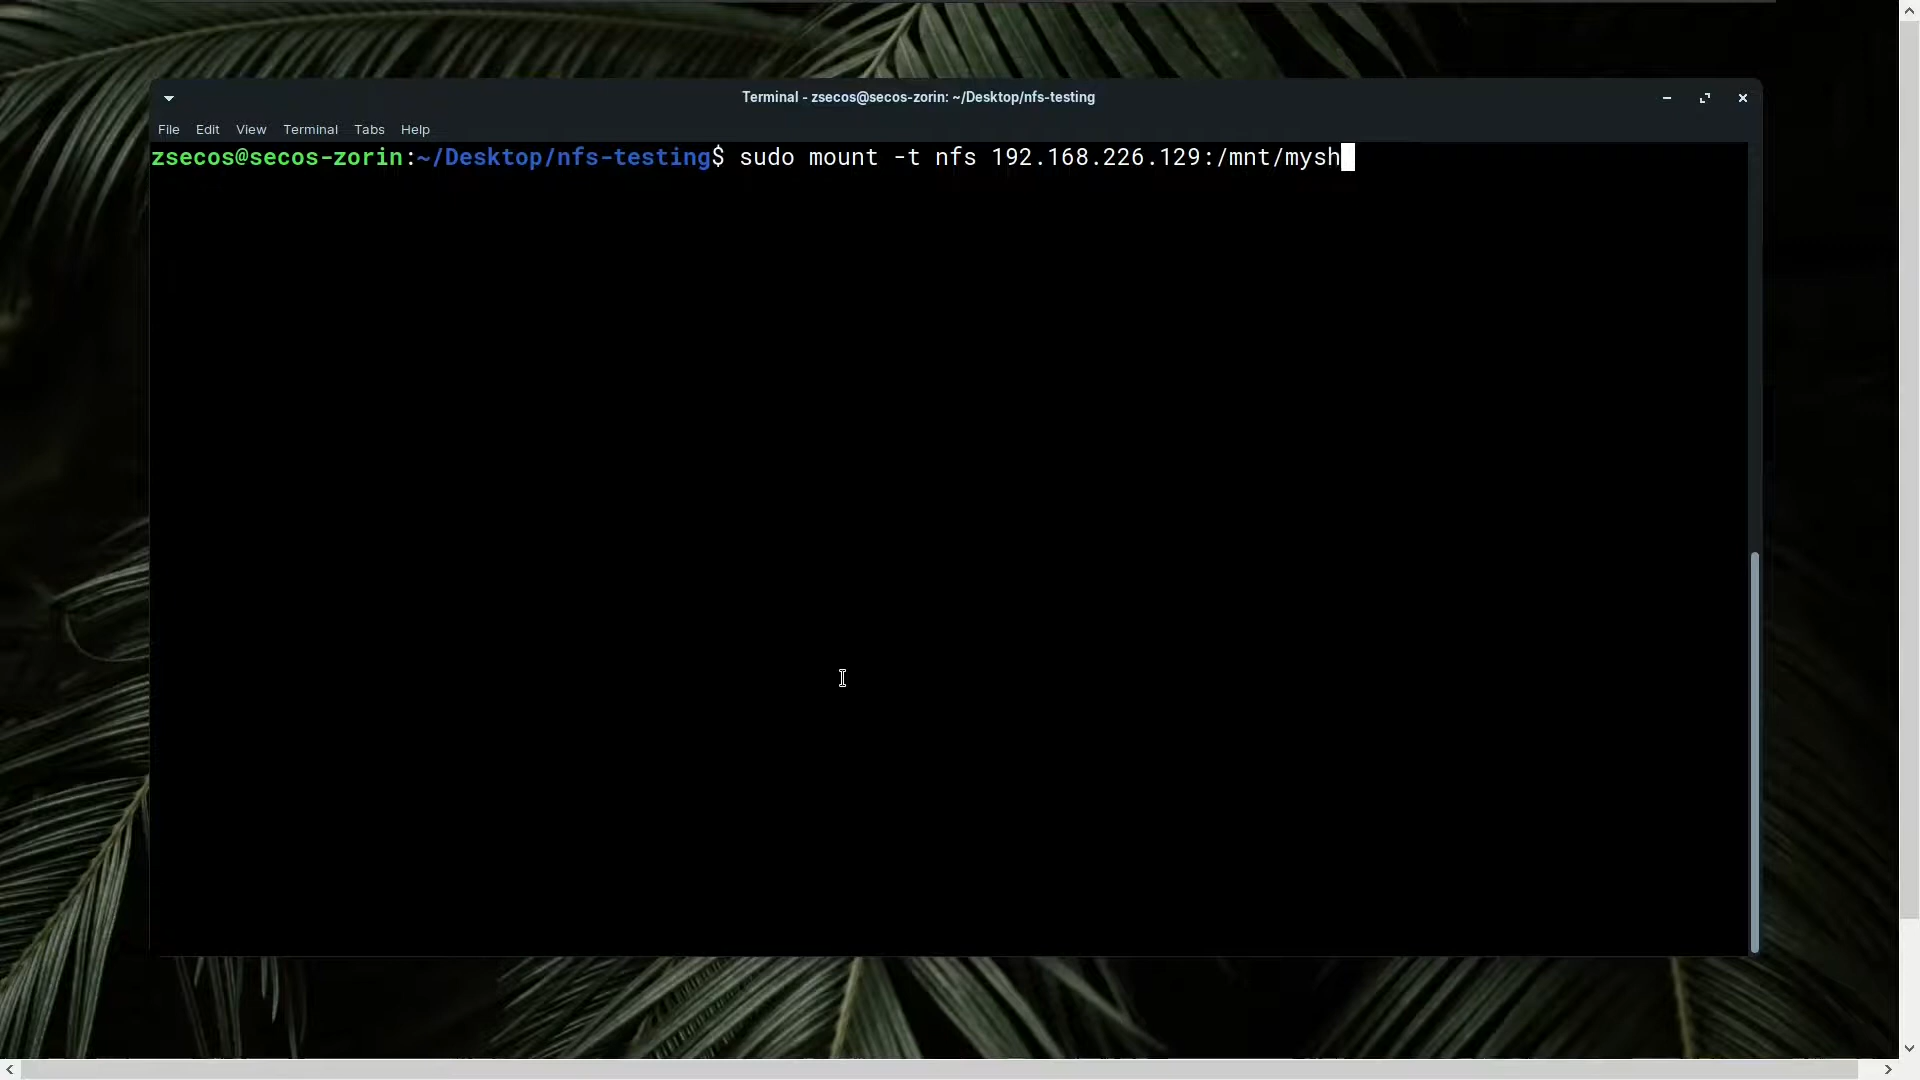 Terminal - zsecos@secos-zorin: ~/Desktop/nfs-testing
File Edit View Terminal Tabs Help
zsecos@secos-zorin:~/Desktop/nfs-testing$ sudo mount -t nfs 192.168.226.129:/mnt/mysh